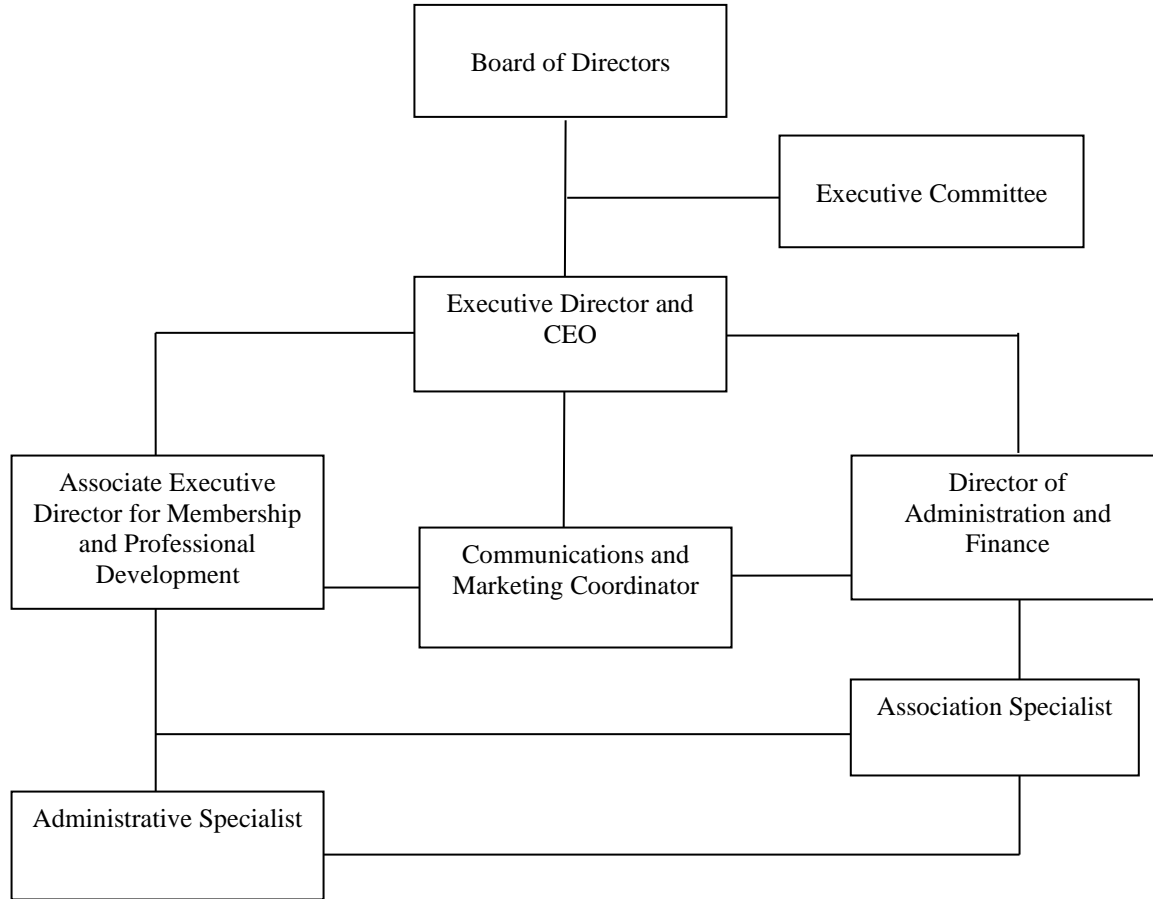 Board of Directors
Executive Committee
Executive Director and
CEO
Associate Executive
Director for Membership
and Professional
Development
Communications and
Marketing Coordinator
Director of
Administration and
Finance
Association Specialist
Administrative Specialist